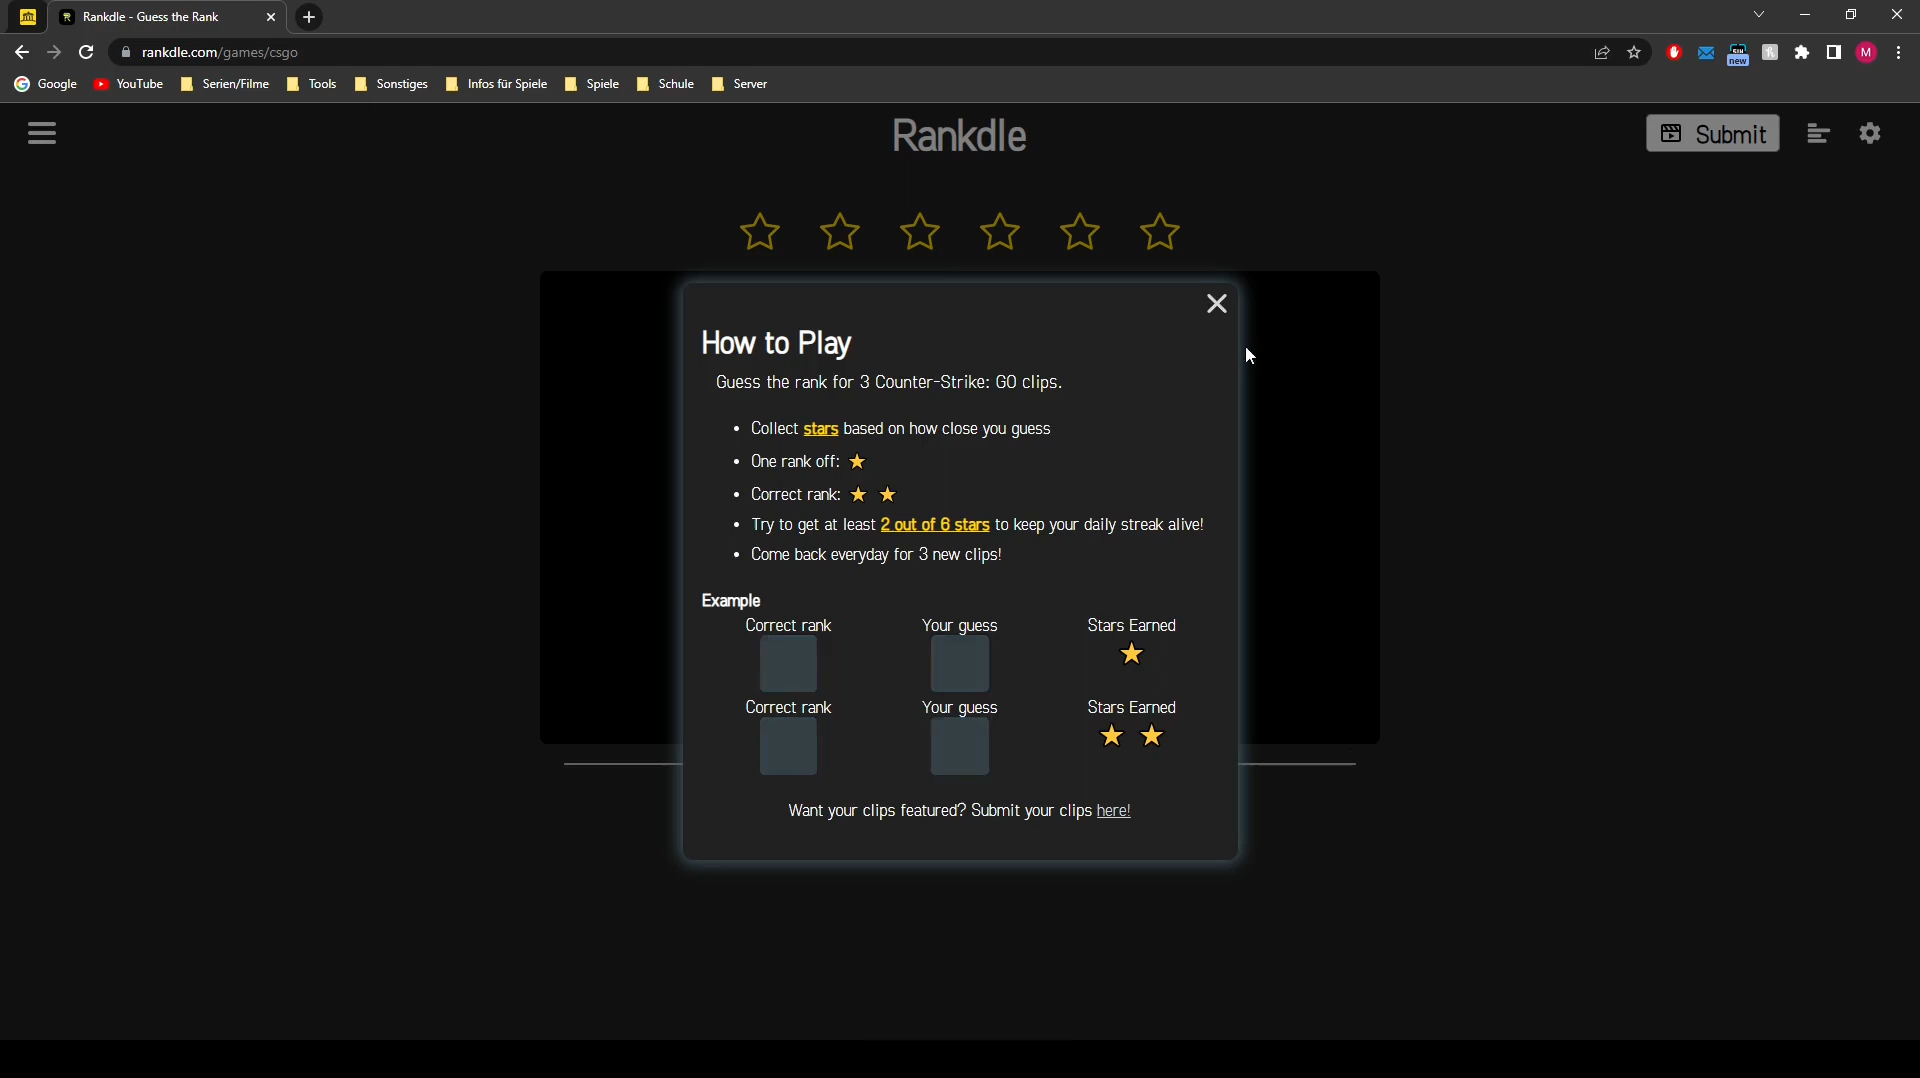 Rankdle - Guess the Rank
rankdle.com/games/csgo
new
M
Google YouTube Serien/Filme Tools Sonstiges Infos für Spiele Spiele Schule Server
Rankdle
Submit
How to Play
Guess the rank for 3 Counter-Strike: GO clips.
• Collect stars based on how close you guess
• One rank off:
• Correct rank:
• Try to get at least 2 out of 6 stars to keep your daily streak alive!
• Come back everyday for 3 new clips!
Example
Correct rank Your guess Stars Earned
Correct rank Your guess Stars Earned
Want your clips featured? Submit your clips here!